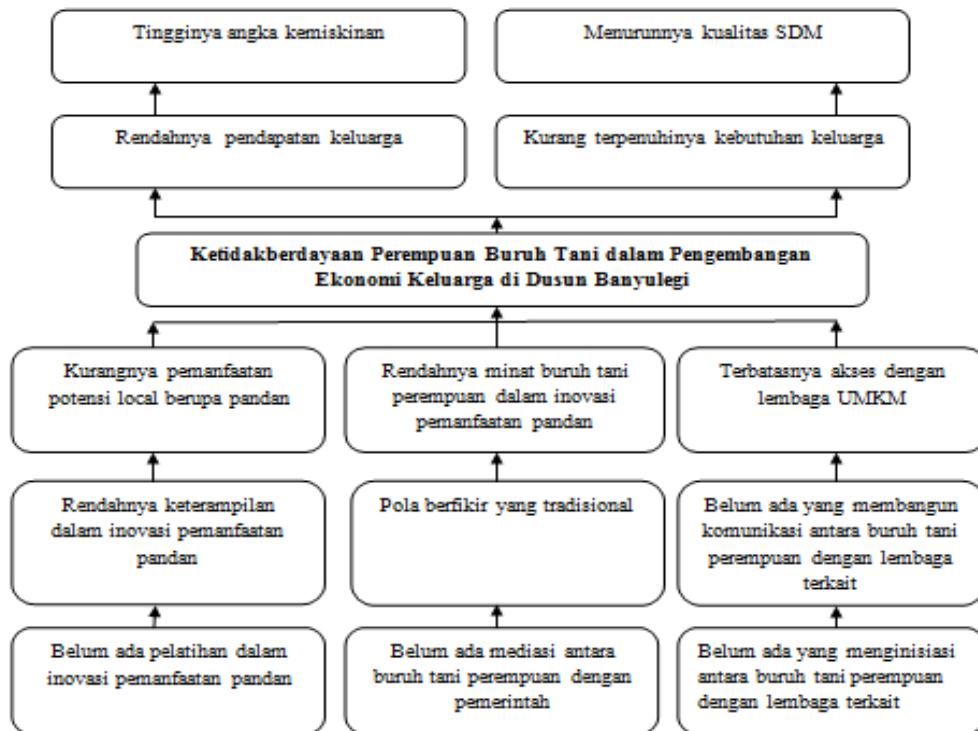 Tingginya angka kemiskinan
Menurunnya kualitas SDM
Rendahnya pendapatan keluarga
Kurang terpenuhinya kebutuhan keluarga
Ketidakberdayaan Perempuan Buruh Tani dalam Pengembangan
Ekonomi Keluarga di Dusun Banyulegi
Kurangnya pemanfaatan
potensi local berupa pandan
Rendahnya minat buruh tani
perempuan dalam inovasi
pemanfaatan pandan
Terbatasnya akses dengan
lembaga UMKM
Rendahnya keterampilan
dalam inovasi pemanfaatan
pandan
Pola berfikir yang tradisional
Belum ada yang membangun
komunikasi antara buruh tani
perempuan dengan lembaga
terkait
Belum ada pelatihan dalam
inovasi pemanfaatan pandan
Belum ada mediasi antara
buruh tani perempuan dengan
pemerintah
Belum ada yang menginisiasi
antara buruh tani perempuan
dengan lembaga terkait